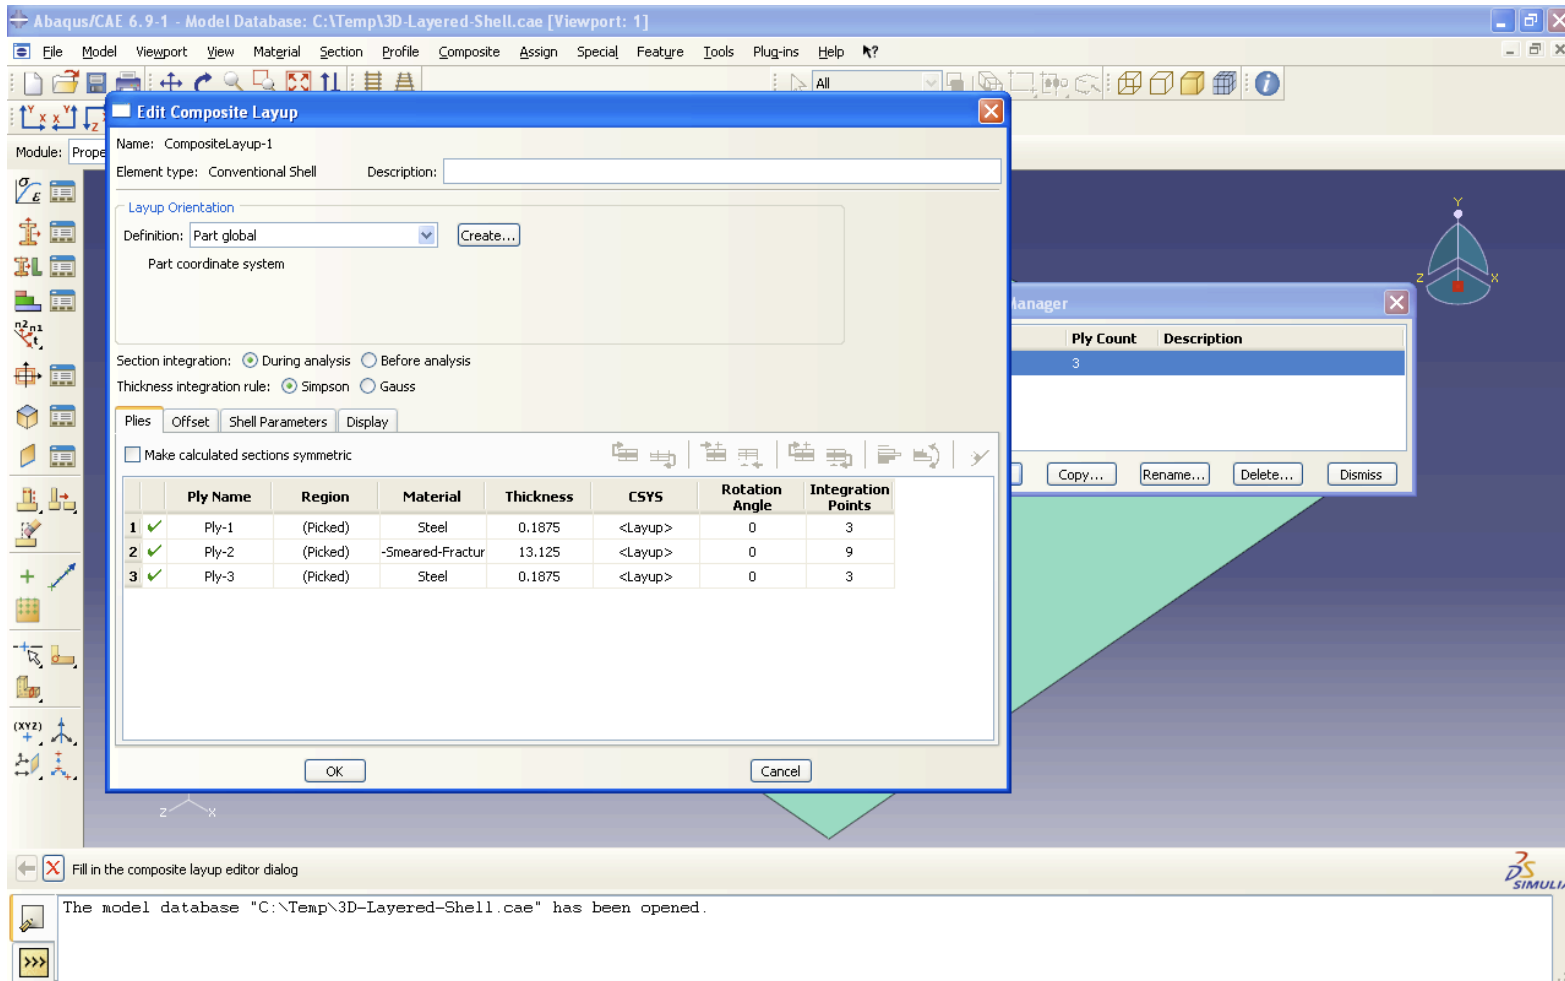 Abaqus/CAE 6.9-1 - Model Database: C:\Temp\3D-Layered-Shell.cae [Viewport: 1]
File Model Viewport View Material Section Profile Composite Assign Special Feature Tools Plug-ins Help
All
Module: Prope
Edit Composite Layup
Name: CompositeLayup-1
Element type: Conventional Shell Description:
Layup Orientation
Definition: Part global Create...
Part coordinate system
Section integration: During analysis Before analysis
Thickness integration rule: Simpson Gauss
Plies Offset Shell Parameters Display
Make calculated sections symmetric
Ply Name Region Material Thickness CSYS Rotation Angle Integration Points
1 Ply-1 (Picked) Steel 0.1875 <Layup> 0 3
2 Ply-2 (Picked) -Smeared-Fractur 13.125 <Layup> 0 9
3 Ply-3 (Picked) Steel 0.1875 <Layup> 0 3
OK Cancel
Manager
Ply Count Description
3
Copy... Rename... Delete... Dismiss
Y
Z X
Z X
(XYZ)
Fill in the composite layup editor dialog
SIMULIA
The model database "C:\Temp\3D-Layered-Shell.cae" has been opened.
>>>